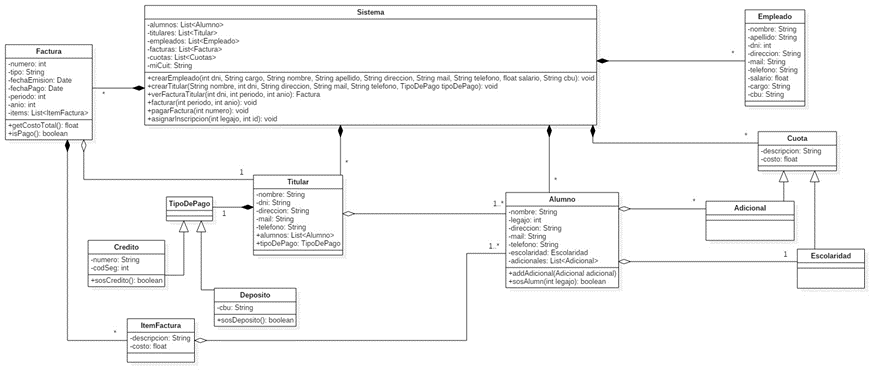 Sistema
-alumnos: List<Alumno>
-titulares: List<Titular>
-empleados: List<Empleado>
-facturas: List<Factura>
-cuotas: List<Cuotas>
-miCuit: String
+crearEmpleado(int dni, String cargo, String nombre, String apellido, String direccion, String mail, String telefono, float salario, String cbu): void
+crearTitular(String nombre, int dni, String direccion, String mail, String telefono, TipoDePago tipoDePago): void
+verFacturaTitular(int dni, int periodo, int anio): Factura
+facturar(int periodo, int anio): void
+pagarFactura(int numero): void
+asignarInscripcion(int legajo, int id): void
Empleado
-nombre: String
-apellido: String
-dni: int
-direccion: String
-mail: String
-telefono: String
-salario: float
-cargo: String
-cbu: String
Factura
-numero: int
-tipo: String
-fechaEmision: Date
-fechaPago: Date
-periodo: int
-anio: int
-items: List<ItemFactura>
+getCostoTotal(): float
+isPago(): boolean
*
*
*
*
*
Cuota
-descripcion: String
-costo: float
1
Titular
-nombre: String
-dni: String
-direccion: String
-mail: String
-telefono: String
+alumnos: List<Alumno>
+tipoDePago: TipoDePago
TipoDePago
1
1..*
1..*
Alumno
-nombre: String
-legajo: int
-direccion: String
-mail: String
-telefono: String
-escolaridad: Escolaridad
-adicionales: List<Adicional>
+addAdicional(Adicional adicional)
+sosAlumn(int legajo): boolean
*
Adicional
1
Escolaridad
Credito
-numero: String
-codSeg: int
+sosCredito(): boolean
Deposito
-cbu: String
+sosDeposito(): boolean
*
ItemFactura
-descripcion: String
-costo: float